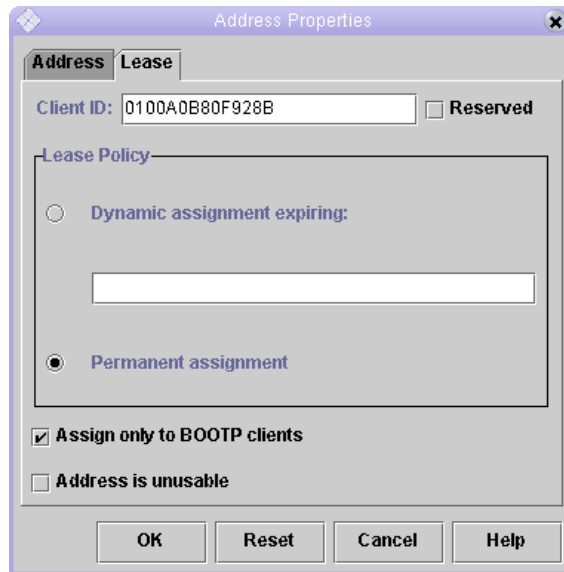 Address Properties
Address Lease
Client ID: 0100A0B80F928B Reserved
Lease Policy
Dynamic assignment expiring:
Permanent assignment
Assign only to BOOTP clients
Address is unusable
OK Reset Cancel Help